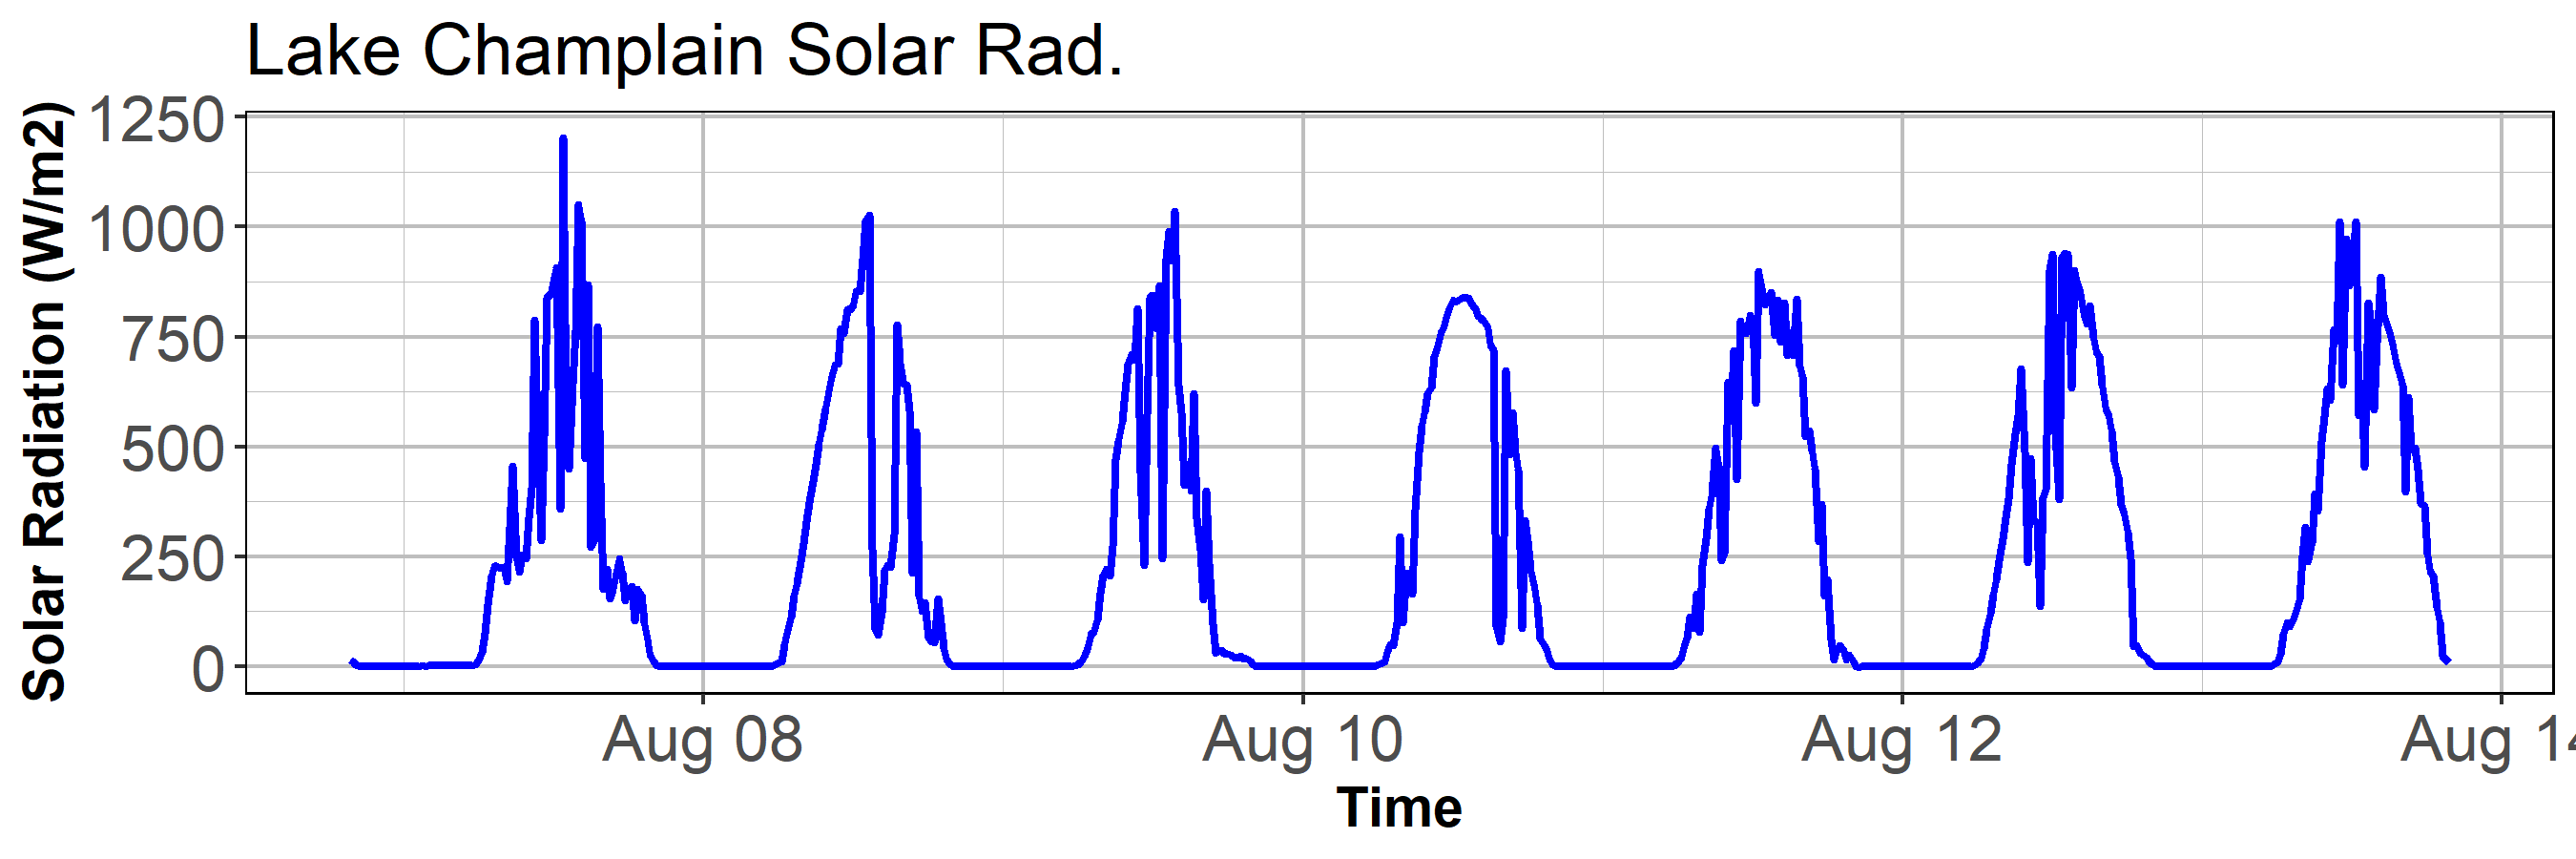 Lake Champlain Solar Rad.
Solar Radiation (W/m2)
1250
1000
750
500
250
0
Aug 08
Aug 10
Aug 12
Aug 14
Time